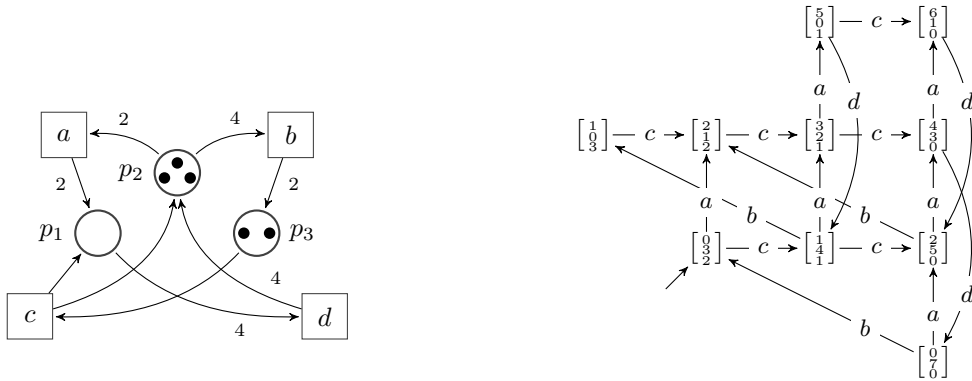 [5 0 1] c [6 1 0]
2 4
a b
a d a d
p2
[1 0 3] c [2 1 2] c [3 2 1] c [4 3 0]
2 2
a b a b a
p1 p3
[0 3 2] c [1 4 1] c [2 5 0]
4
d
c d
a
4
b
[0 7 0]